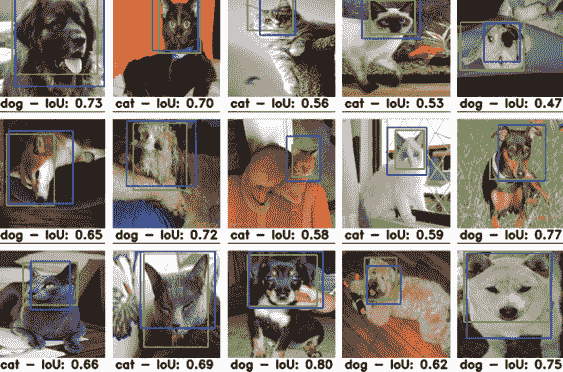 dog – IoU: 0.73
cat – IoU: 0.70
cat – IoU: 0.56
cat – IoU: 0.53
dog – IoU: 0.47
dog – IoU: 0.65
dog – IoU: 0.72
cat – IoU: 0.58
cat – IoU: 0.59
dog – IoU: 0.77
cat – IoU: 0.66
cat – IoU: 0.69
dog – IoU: 0.80
dog – IoU: 0.62
dog – IoU: 0.75